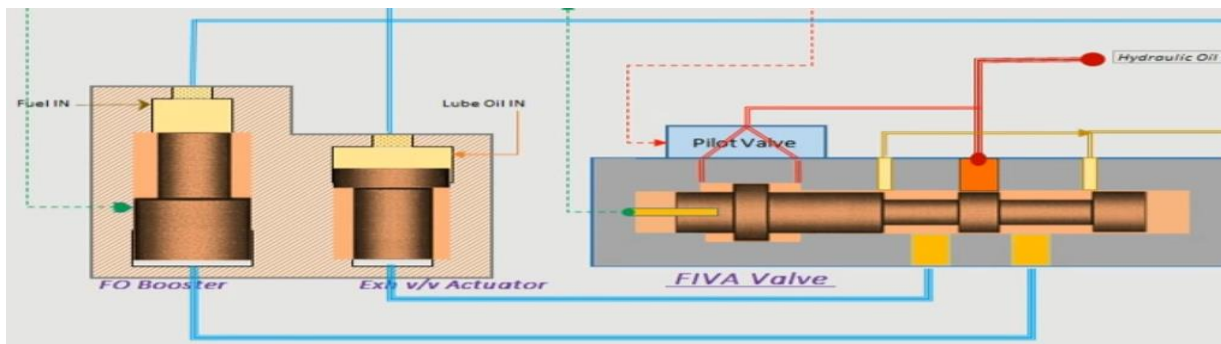 Hydraulic Oil
Fuel IN
Lube Oil IN
Pilot Valve
FO Booster
Exh v/v Actuator
FIVA Valve